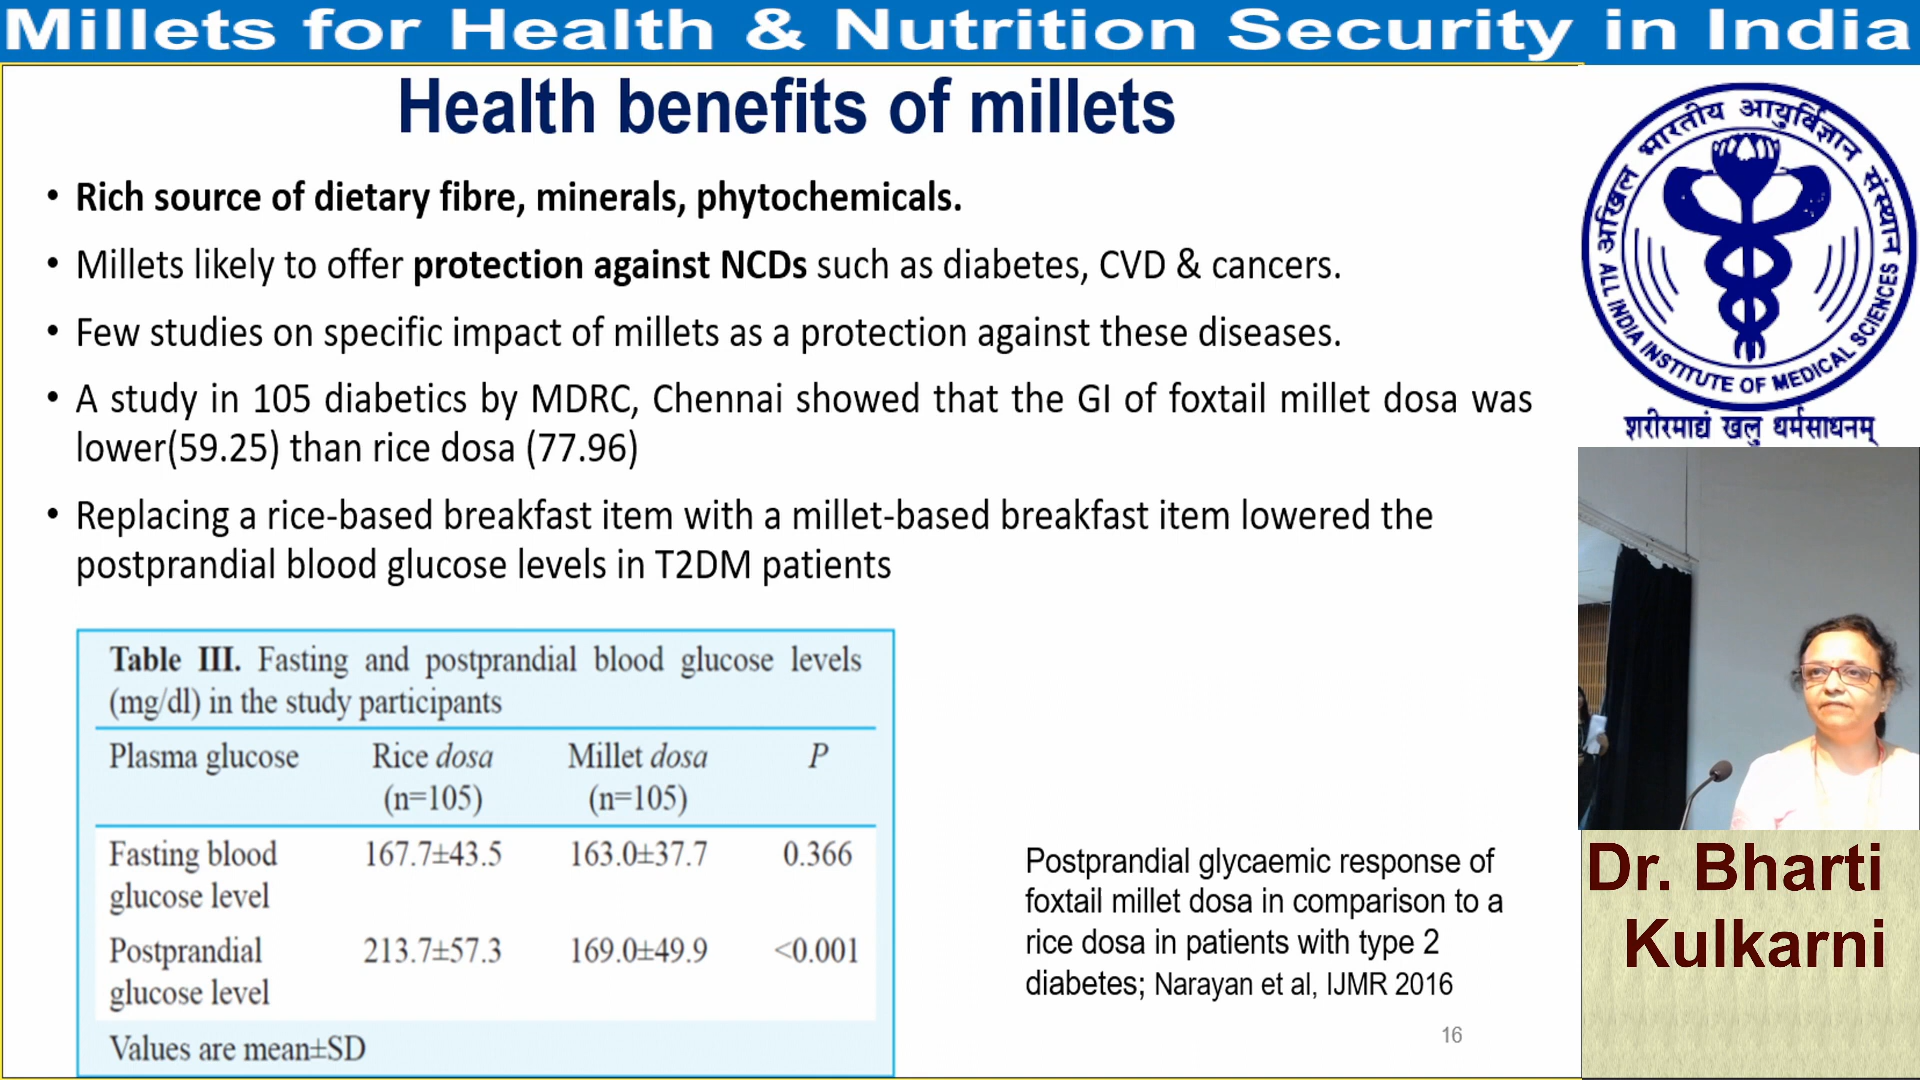 Millets for Health & Nutrition Security in India
Health benefits of millets
• Rich source of dietary fibre, minerals, phytochemicals.
• Millets likely to offer protection against NCDs such as diabetes, CVD & cancers.
• Few studies on specific impact of millets as a protection against these diseases.
• A study in 105 diabetics by MDRC, Chennai showed that the GI of foxtail millet dosa was
lower(59.25) than rice dosa (77.96)
• Replacing a rice-based breakfast item with a millet-based breakfast item lowered the
postprandial blood glucose levels in T2DM patients
Table III. Fasting and postprandial blood glucose levels
(mg/dl) in the study participants
Plasma glucose Rice dosa Millet dosa P
(n=105) (n=105)
Fasting blood 167.7±43.5 163.0±37.7 0.366
glucose level
Postprandial 213.7±57.3 169.0±49.9 <0.001
glucose level
Values are mean±SD
Postprandial glycaemic response of
foxtail millet dosa in comparison to a
rice dosa in patients with type 2
diabetes; Narayan et al, IJMR 2016
16
अखिल भारतीय आयुर्विज्ञान संस्थान
ALL INDIA INSTITUTE OF MEDICAL SCIENCES
शरीरमाद्यं खलु धर्मसाधनम्
Dr. Bharti
Kulkarni